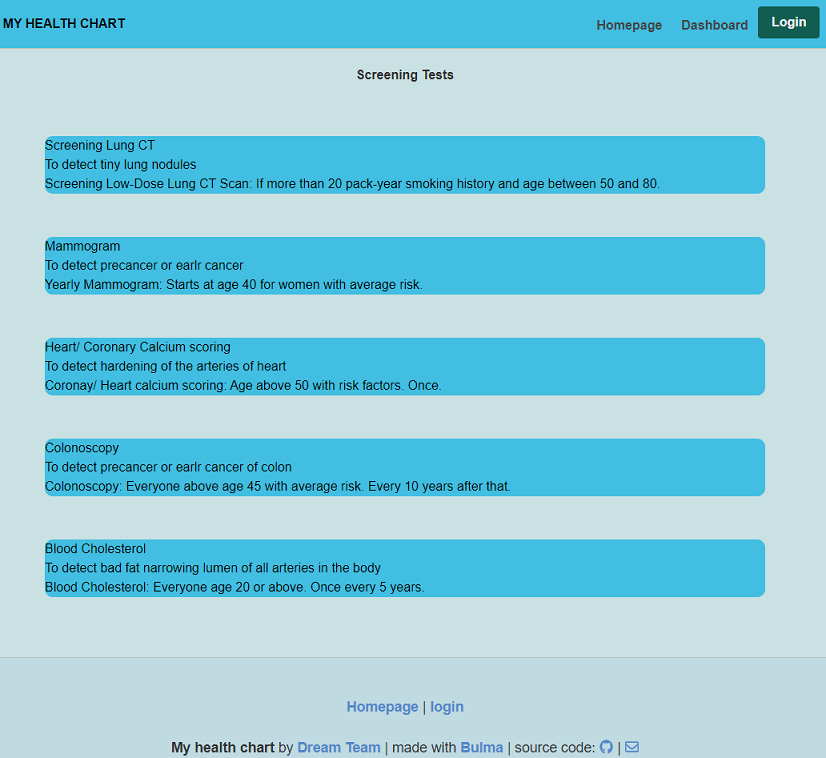 MY HEALTH CHART
Homepage Dashboard Login
Screening Tests
Screening Lung CT
To detect tiny lung nodules
Screening Low-Dose Lung CT Scan: If more than 20 pack-year smoking history and age between 50 and 80.
Mammogram
To detect precancer or earlr cancer
Yearly Mammogram: Starts at age 40 for women with average risk.
Heart/ Coronary Calcium scoring
To detect hardening of the arteries of heart
Coronay/ Heart calcium scoring: Age above 50 with risk factors. Once.
Colonoscopy
To detect precancer or earlr cancer of colon
Colonoscopy: Everyone above age 45 with average risk. Every 10 years after that.
Blood Cholesterol
To detect bad fat narrowing lumen of all arteries in the body
Blood Cholesterol: Everyone age 20 or above. Once every 5 years.
Homepage | login
My health chart by Dream Team | made with Bulma | source code: |